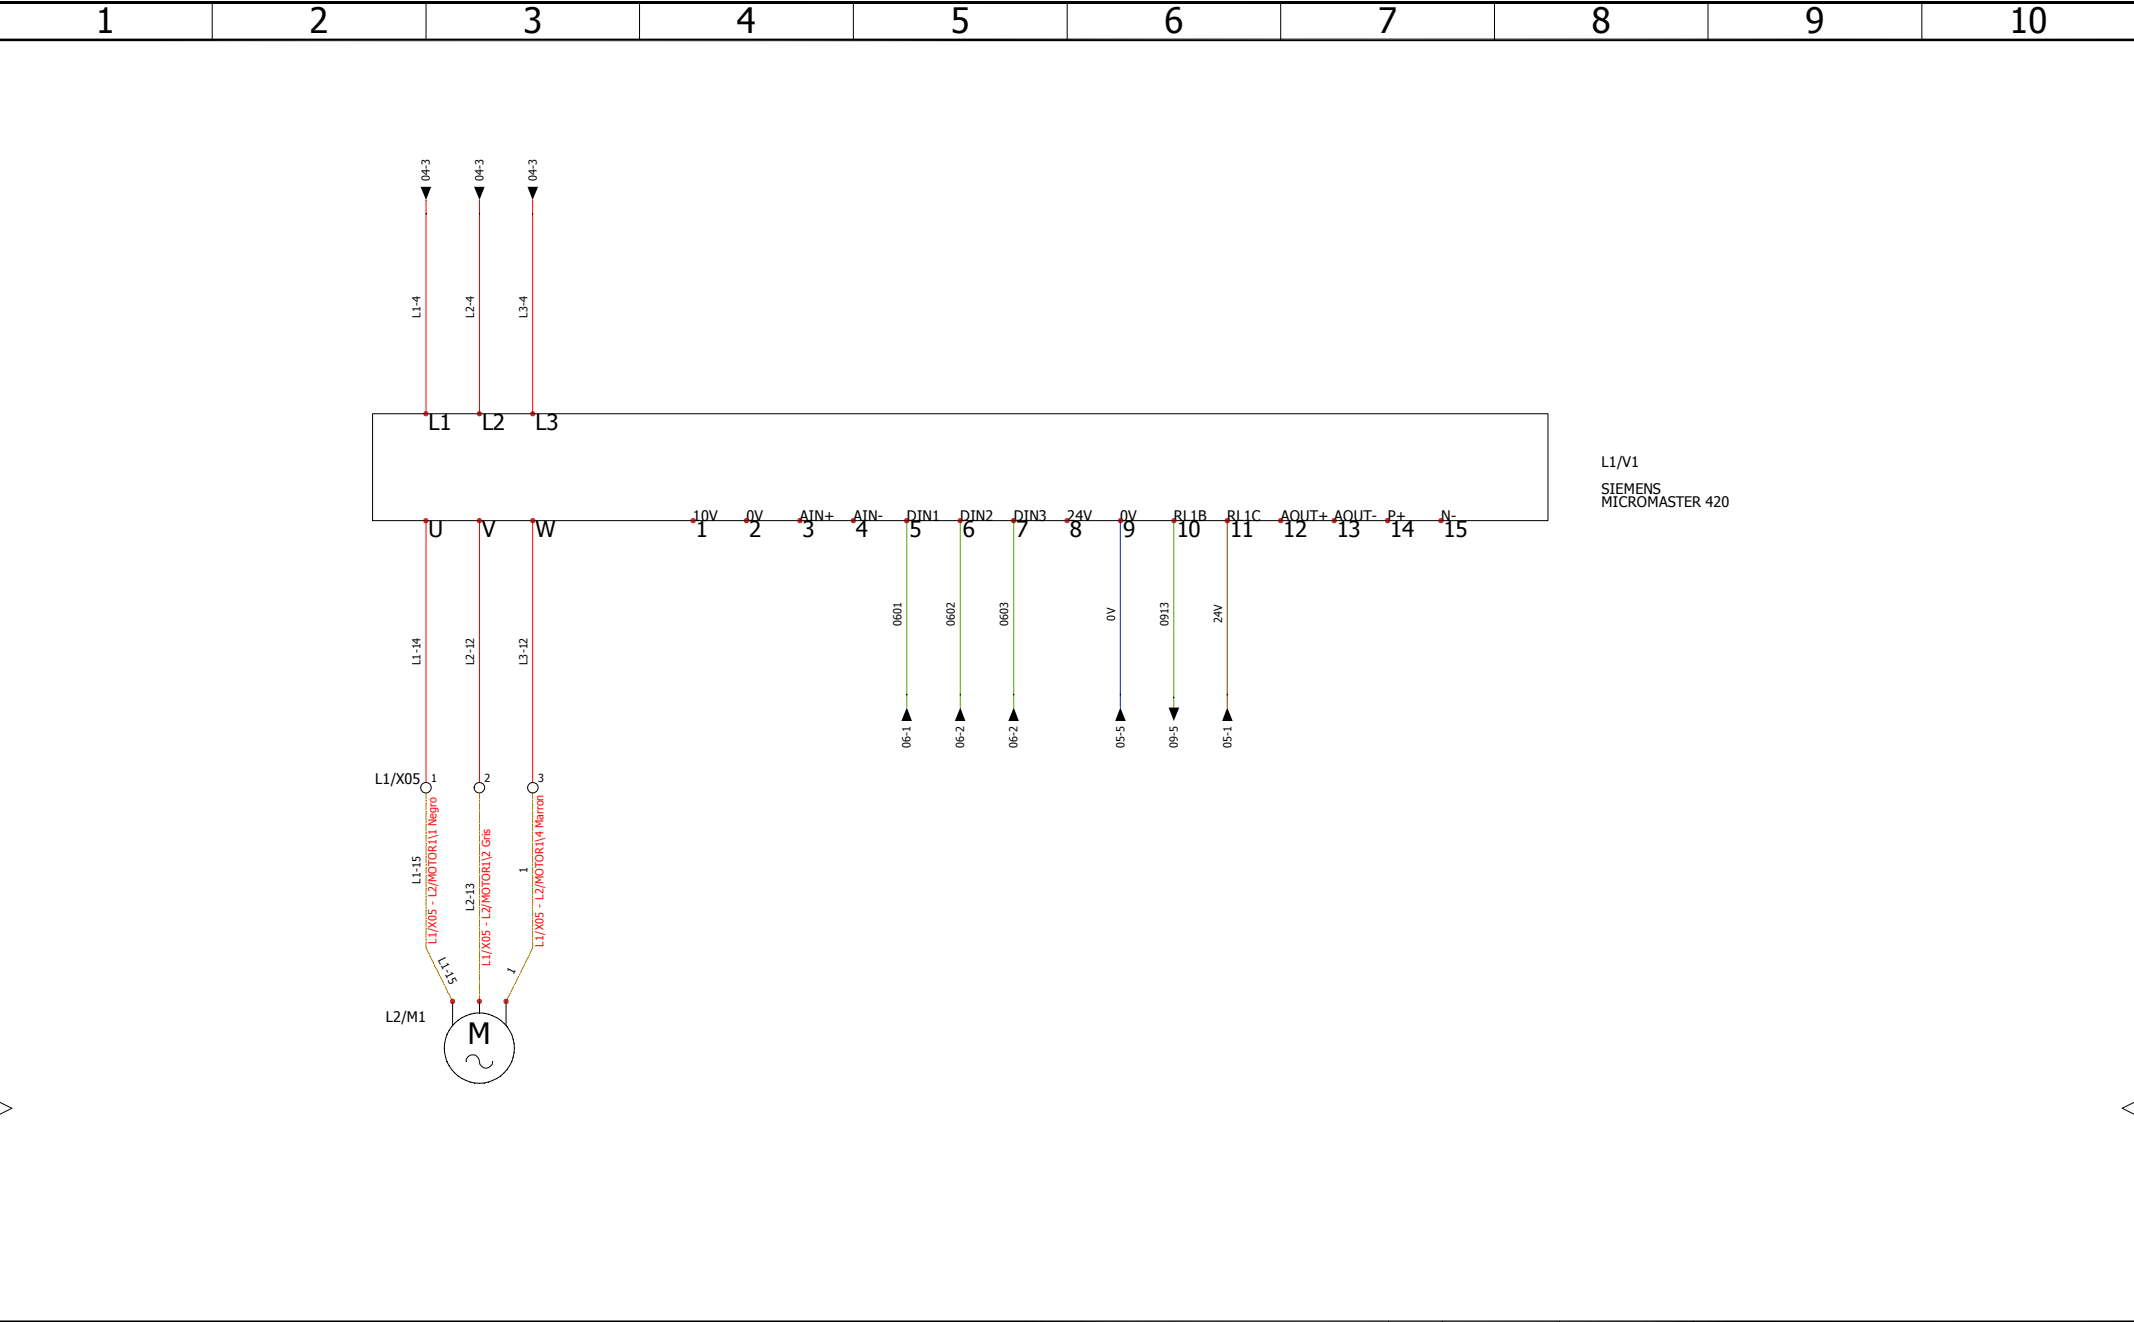 1 2 3 4 5 6 7 8 9 10
04-3 04-3 04-3
L1-4 L2-4 L3-4
L1 L2 L3
L1/V1
SIEMENS
MICROMASTER 420
10V 0V AIN+ AIN- DIN1 DIN2 DIN3 24V 0V RL1B RL1C AOUT+ AOUT- P+ N-
U V W 1 2 3 4 5 6 7 8 9 10 11 12 13 14 15
0601 0602 0603 0V 0913 24V
L1-14 L2-12 L3-12
06-1 06-2 06-2 05-5 09-5 05-1
L1/X05 1 2 3
L1-15 L1/X05 - L2/MOTOR1\1 Negro
L2-13 L1/X05 - L2/MOTOR1\2 Gris
1 L1/X05 - L2/MOTOR1\4 Marron
L1-15 1
L2/M1
M